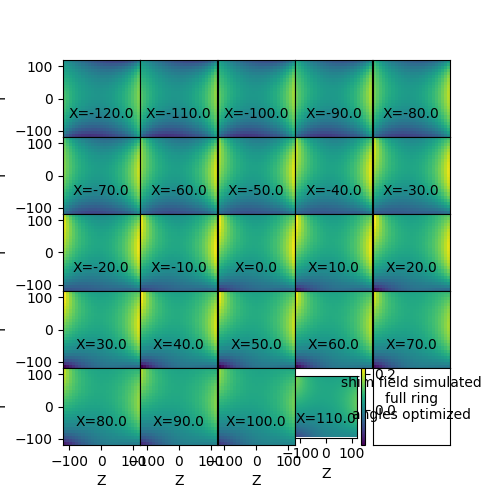 100
0
−100
X=-120.0 X=-110.0 X=-100.0 X=-90.0 X=-80.0
100
0
−100
X=-70.0 X=-60.0 X=-50.0 X=-40.0 X=-30.0
100
0
−100
X=-20.0 X=-10.0 X=0.0 X=10.0 X=20.0
100
0
−100
X=30.0 X=40.0 X=50.0 X=60.0 X=70.0
100
0
−100
X=80.0 X=90.0 X=100.0 X=110.0
0.2
0.0
shim field simulated
full ring
angles optimized
−100 0 100 −100 0 100 −100 0 100 −100 0 100
Z Z Z Z